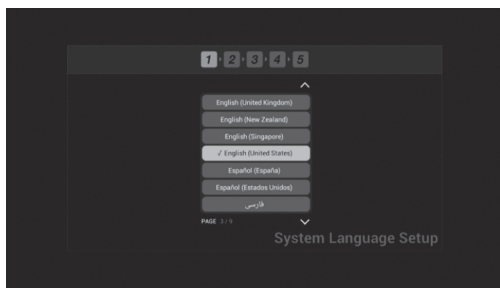 1 2 3 4 5
English (United Kingdom)
English (New Zealand)
English (Singapore)
✓ English (United States)
Español (España)
Español (Estados Unidos)
فارسی
PAGE 3 / 9
System Language Setup